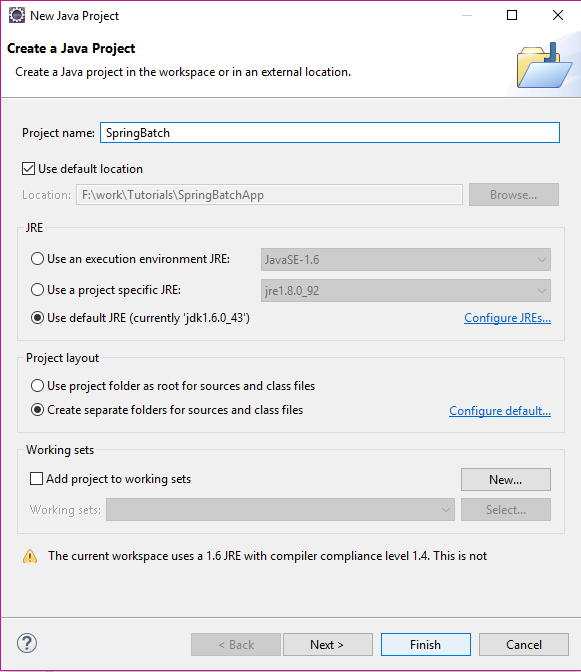 New Java Project
Create a Java Project
Create a Java project in the workspace or in an external location.
Project name: SpringBatch
Use default location
Location: F:\work\Tutorials\SpringBatchApp Browse...
JRE
Use an execution environment JRE: JavaSE-1.6
Use a project specific JRE: jre1.8.0_92
Use default JRE (currently 'jdk1.6.0_43') Configure JREs...
Project layout
Use project folder as root for sources and class files
Create separate folders for sources and class files Configure default...
Working sets
Add project to working sets New...
Working sets: Select...
The current workspace uses a 1.6 JRE with compiler compliance level 1.4. This is not
? < Back Next > Finish Cancel